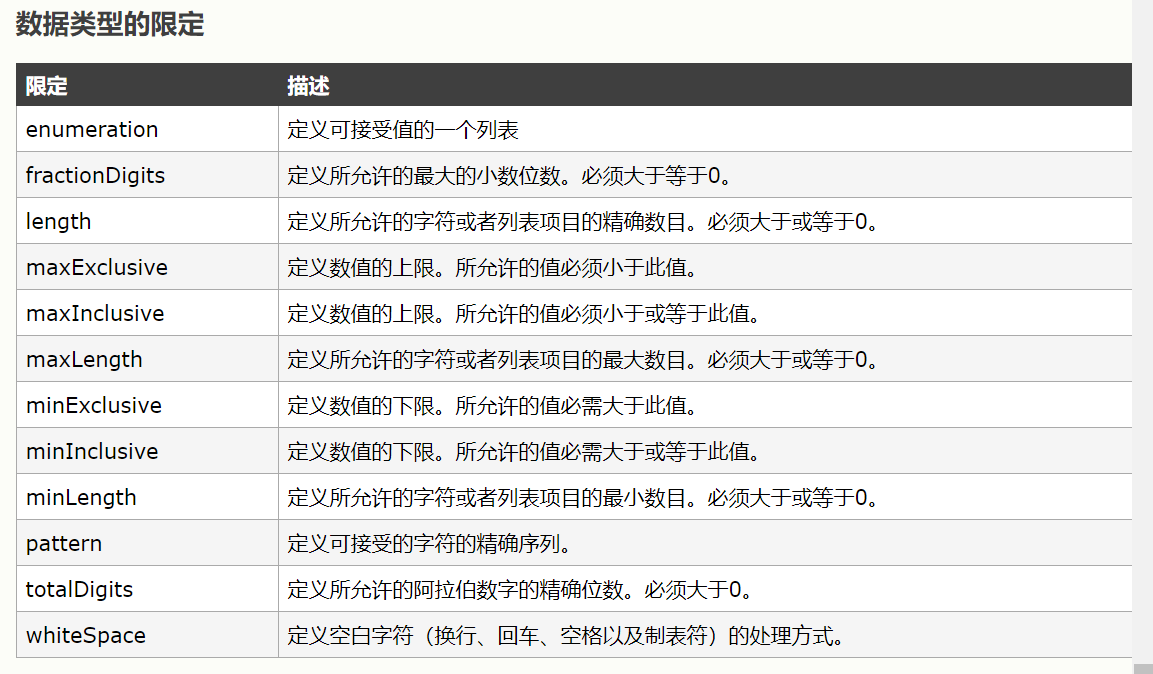 数据类型的限定
限定 描述
enumeration 定义可接受值的一个列表
fractionDigits 定义所允许的最大的小数位数。必须大于等于0。
length 定义所允许的字符或者列表项目的精确数目。必须大于或等于0。
maxExclusive 定义数值的上限。所允许的值必须小于此值。
maxInclusive 定义数值的上限。所允许的值必须小于或等于此值。
maxLength 定义所允许的字符或者列表项目的最大数目。必须大于或等于0。
minExclusive 定义数值的下限。所允许的值必需大于此值。
minInclusive 定义数值的下限。所允许的值必需大于或等于此值。
minLength 定义所允许的字符或者列表项目的最小数目。必须大于或等于0。
pattern 定义可接受的字符的精确序列。
totalDigits 定义所允许的阿拉伯数字的精确位数。必须大于0。
whiteSpace 定义空白字符（换行、回车、空格以及制表符）的处理方式。